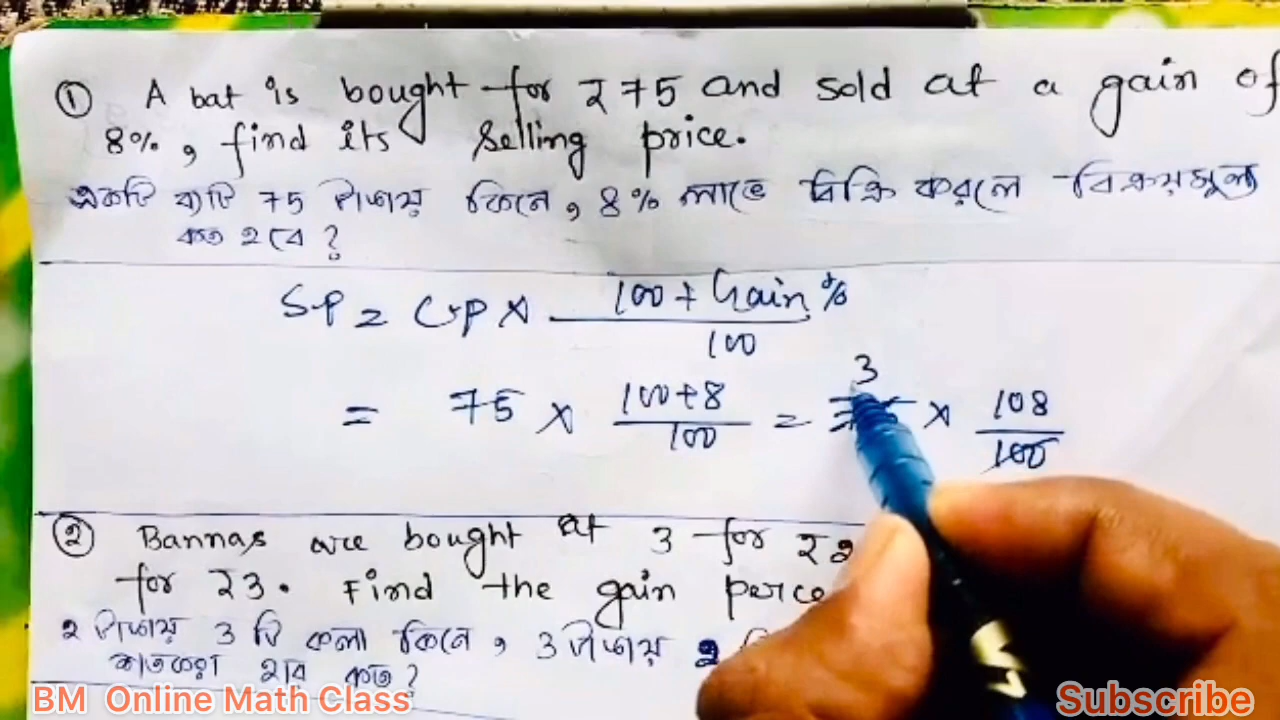 ① A bat is bought for ₹75 and sold at a gain of
8%, find its selling price.
একটি ব্যাট 75 টাকায় কিনে, 8% লাভে বিক্রি করলে বিক্রয়মূল্য
কত হবে?
SP = CP × 100 + Gain% / 100
= 75 × 100+8 / 100 = 3 × 108 / 100
② Bannas are bought at 3 for ₹2
for ₹3. Find the gain perce
২ টাকায় 3 টি কলা কিনে, 3 টাকায় ২
কত?
BM Online Math Class
Subscribe